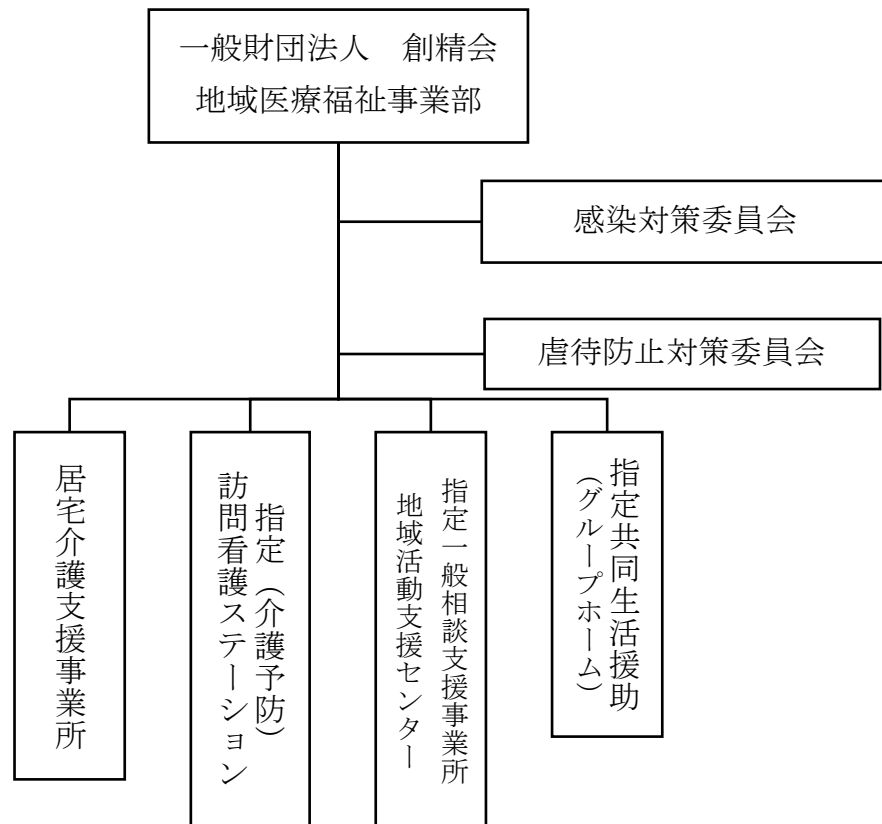 一般財団法人　創精会
地域医療福祉事業部
感染対策委員会
虐待防止対策委員会
居宅介護支援事業所
指定（介護予防）
訪問看護ステーション
指定一般相談支援事業所
地域活動支援センター
指定共同生活援助
（グループホーム）